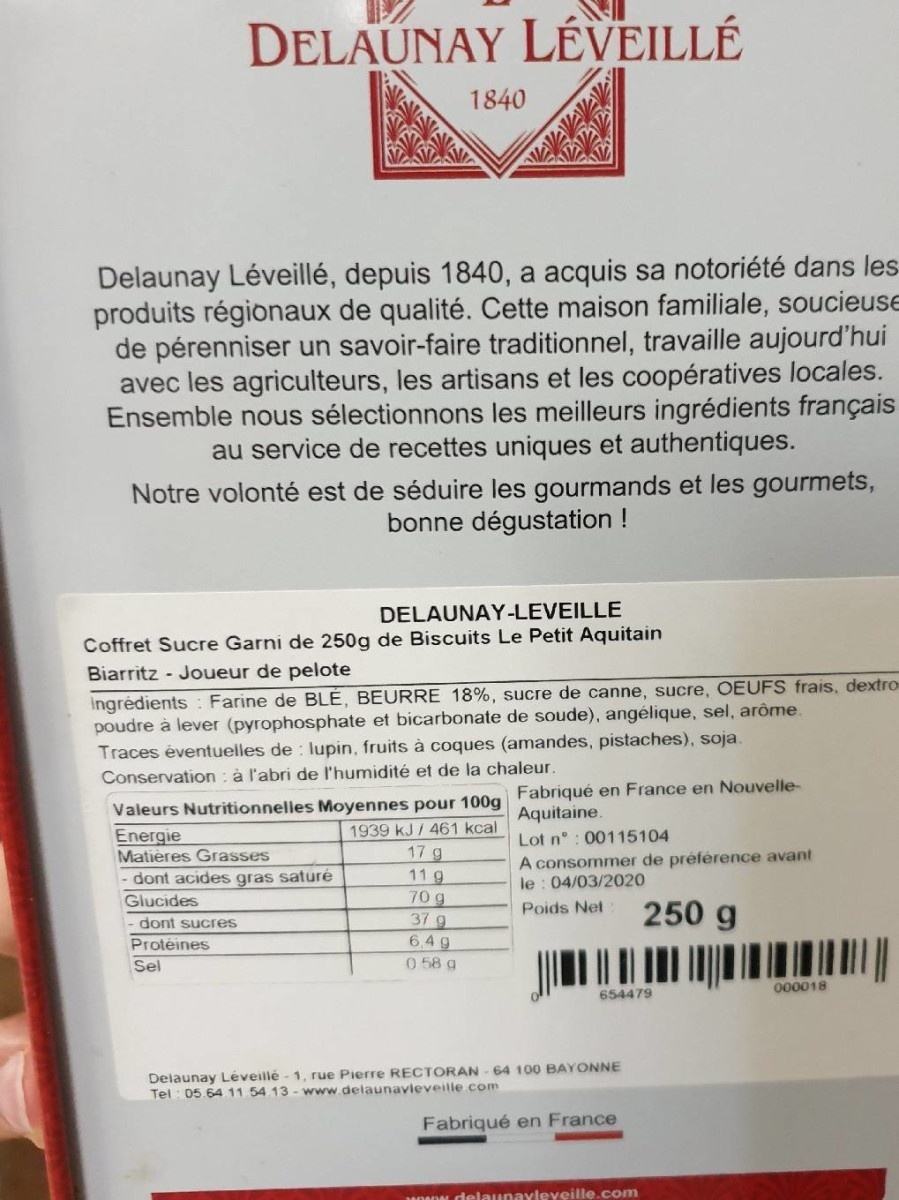 DELAUNAY LÉVEILLÉ
1840
Delaunay Léveillé, depuis 1840, a acquis sa notoriété dans les
produits régionaux de qualité. Cette maison familiale, soucieuse
de pérenniser un savoir-faire traditionnel, travaille aujourd'hui
avec les agriculteurs, les artisans et les coopératives locales.
Ensemble nous sélectionnons les meilleurs ingrédients français
au service de recettes uniques et authentiques.
Notre volonté est de séduire les gourmands et les gourmets,
bonne dégustation !
DELAUNAY-LEVEILLE
Coffret Sucre Garni de 250g de Biscuits Le Petit Aquitain
Biarritz - Joueur de pelote
Ingrédients : Farine de BLÉ, BEURRE 18%, sucre de canne, sucre, OEUFS frais, dextro
poudre à lever (pyrophosphate et bicarbonate de soude), angélique, sel, arôme.
Traces éventuelles de : lupin, fruits à coques (amandes, pistaches), soja.
Conservation : à l'abri de l'humidité et de la chaleur.
Valeurs Nutritionnelles Moyennes pour 100g
Energie 1939 kJ / 461 kcal
Matières Grasses 17 g
- dont acides gras saturé 11 g
Glucides 70 g
- dont sucres 37 g
Protéines 6,4 g
Sel 0 58 g
Fabriqué en France en Nouvelle-
Aquitaine.
Lot n° : 00115104
A consommer de préférence avant
le : 04/03/2020
Poids Net : 250 g
0 654479 000018
Delaunay Léveillé - 1, rue Pierre RECTORAN - 64 100 BAYONNE
Tel : 05.64 11 54 13 - www.delaunayleveille.com
Fabriqué en France
www.delaunayleveille.com